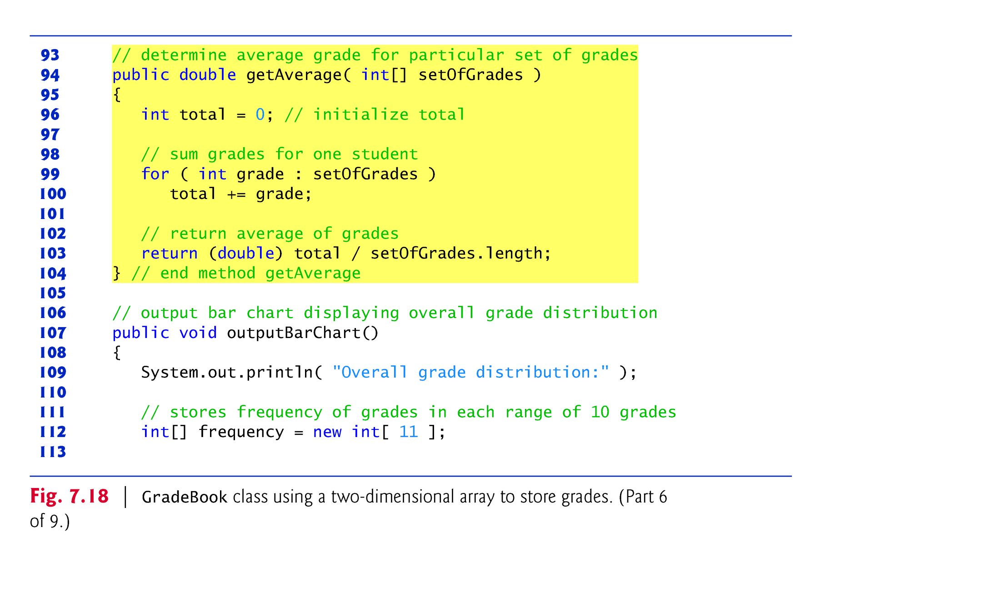 93 // determine average grade for particular set of grades
94 public double getAverage( int[] setOfGrades )
95 {
96 int total = 0; // initialize total
97
98 // sum grades for one student
99 for ( int grade : setOfGrades )
100 total += grade;
101
102 // return average of grades
103 return (double) total / setOfGrades.length;
104 } // end method getAverage
105
106 // output bar chart displaying overall grade distribution
107 public void outputBarChart()
108 {
109 System.out.println( "Overall grade distribution:" );
110
111 // stores frequency of grades in each range of 10 grades
112 int[] frequency = new int[ 11 ];
113
Fig. 7.18 | GradeBook class using a two-dimensional array to store grades. (Part 6
of 9.)